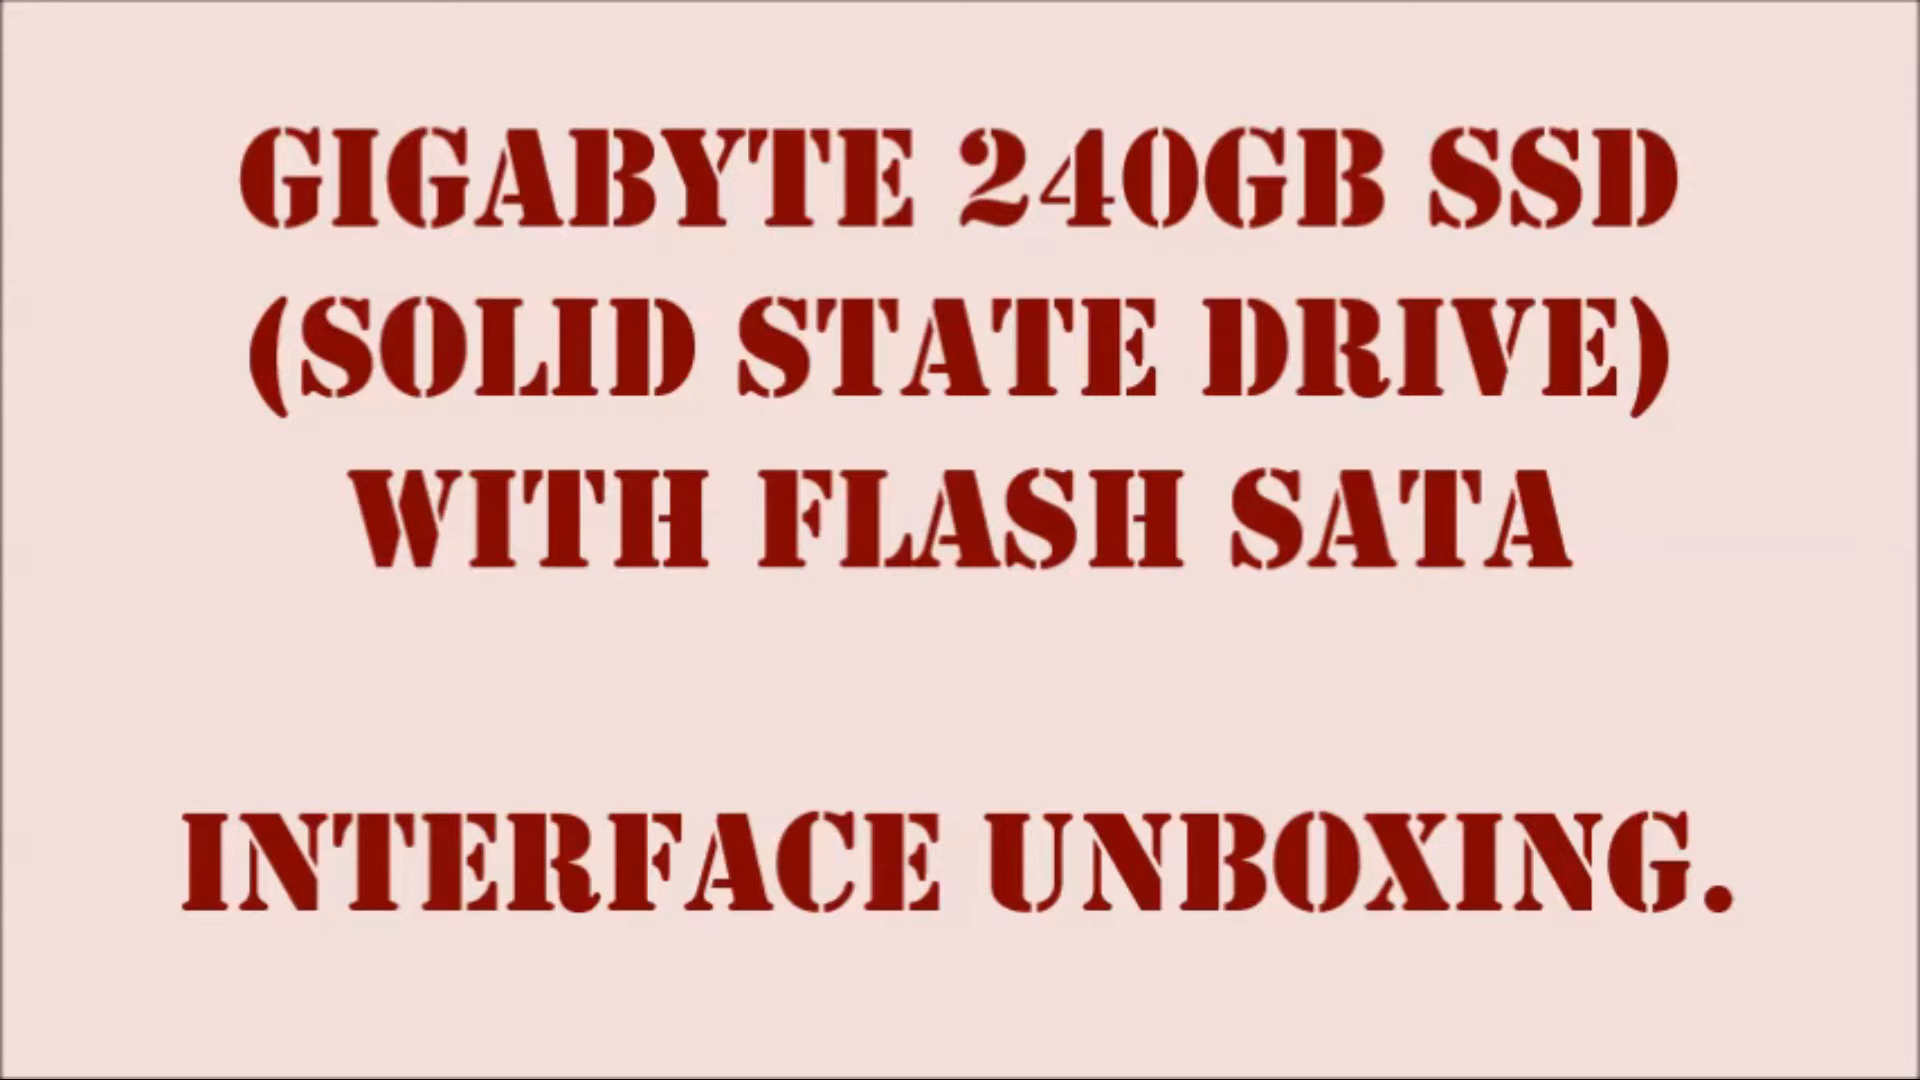 GIGABYTE 240GB SSD
(SOLID STATE DRIVE)
WITH FLASH SATA
INTERFACE UNBOXING.